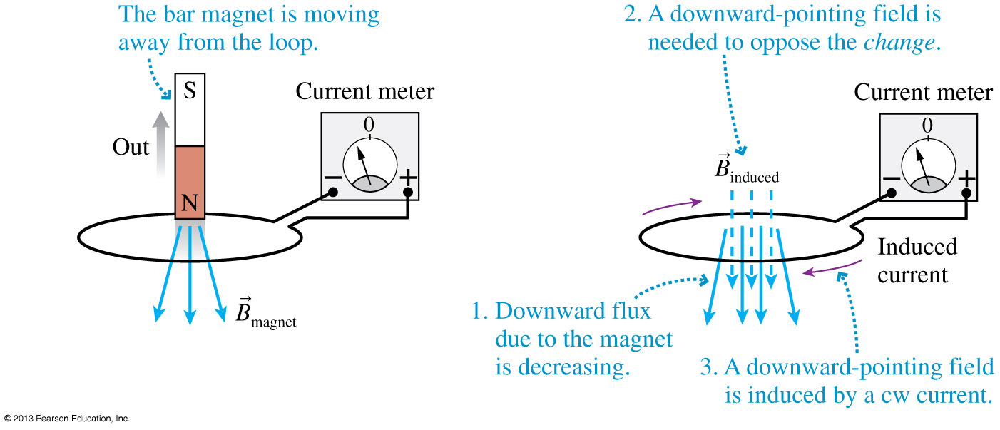 The bar magnet is moving
away from the loop.
S
Out
N
Current meter
0
− +
B⃗magnet
2. A downward-pointing field is
needed to oppose the change.
Current meter
0
− +
B⃗induced
Induced
current
1. Downward flux
due to the magnet
is decreasing.
3. A downward-pointing field
is induced by a cw current.
© 2013 Pearson Education, Inc.